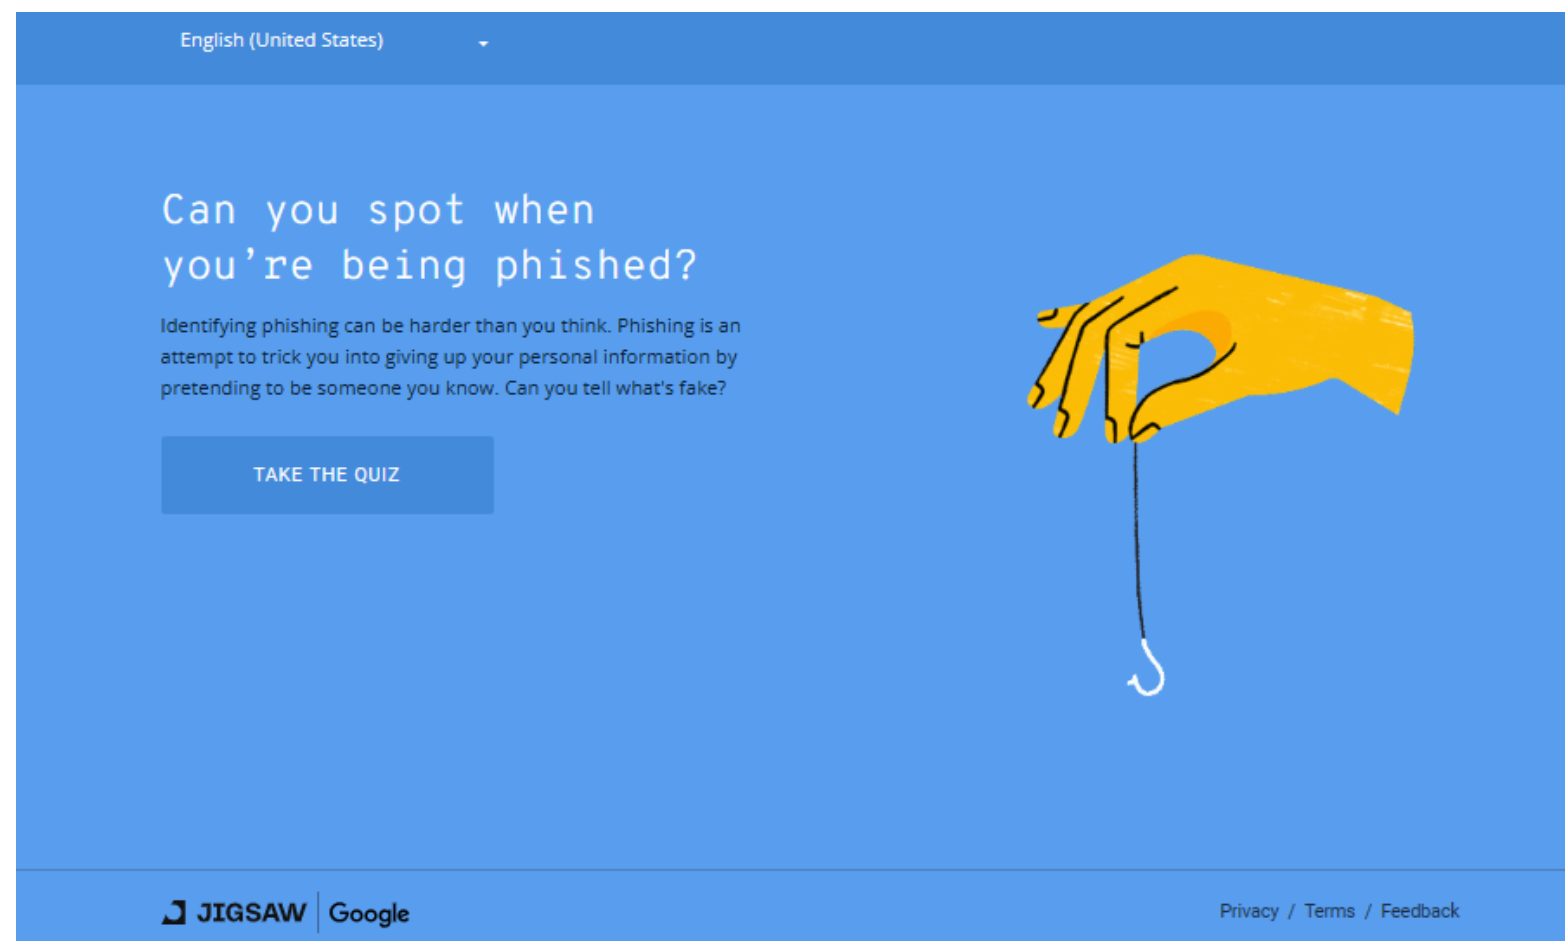 English (United States)
Can you spot when
you’re being phished?
Identifying phishing can be harder than you think. Phishing is an
attempt to trick you into giving up your personal information by
pretending to be someone you know. Can you tell what's fake?
TAKE THE QUIZ
JIGSAW Google
Privacy / Terms / Feedback